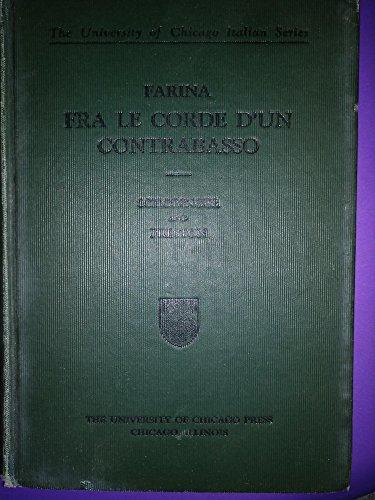 The University of Chicago Italian Series
FARINA
FRA LE CORDE D'UN
CONTRABASSO
AND
THE UNIVERSITY OF CHICAGO PRESS
CHICAGO, ILLINOIS